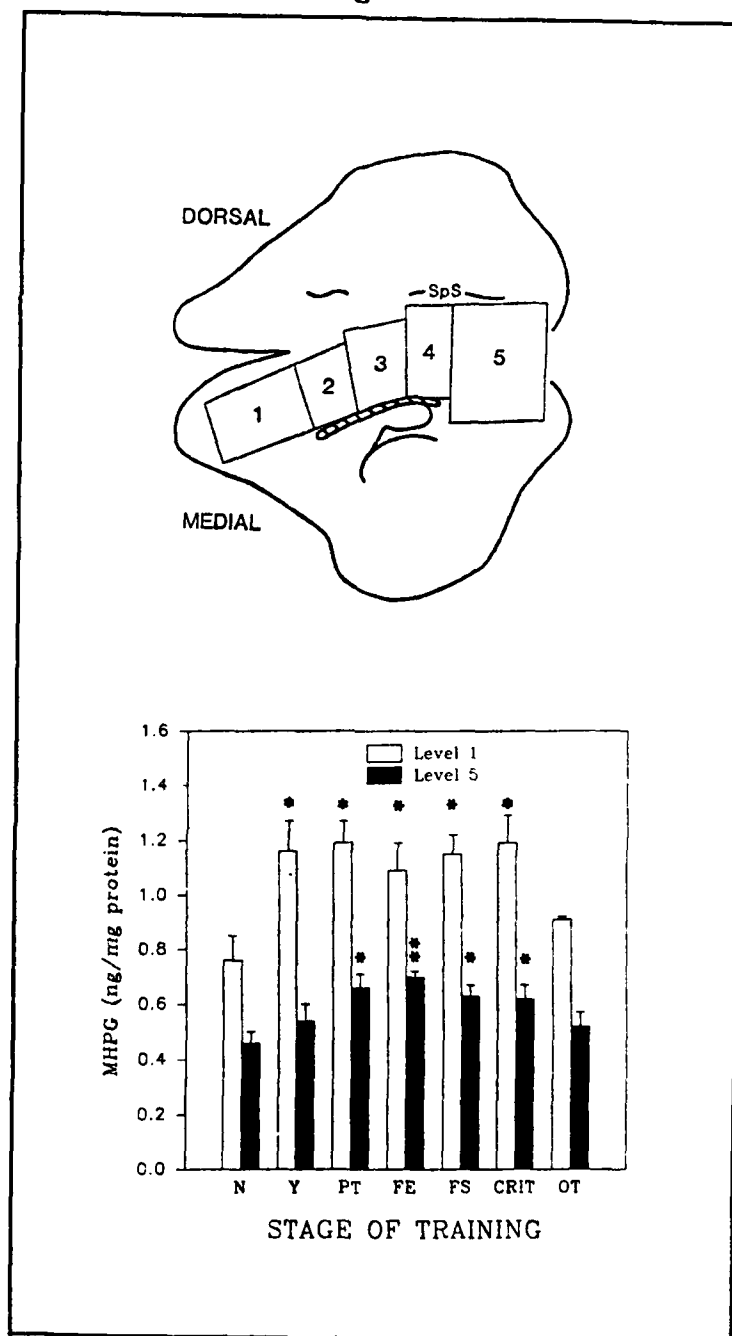 DORSAL
SpS
1 2 3 4 5
MEDIAL
1.6
1.4
1.2
1.0
0.8
0.6
0.4
0.2
0.0
MHPG (ng/mg protein)
Level 1
Level 5
* * * * *
* ** * *
N Y PT FE FS CRIT OT
STAGE OF TRAINING